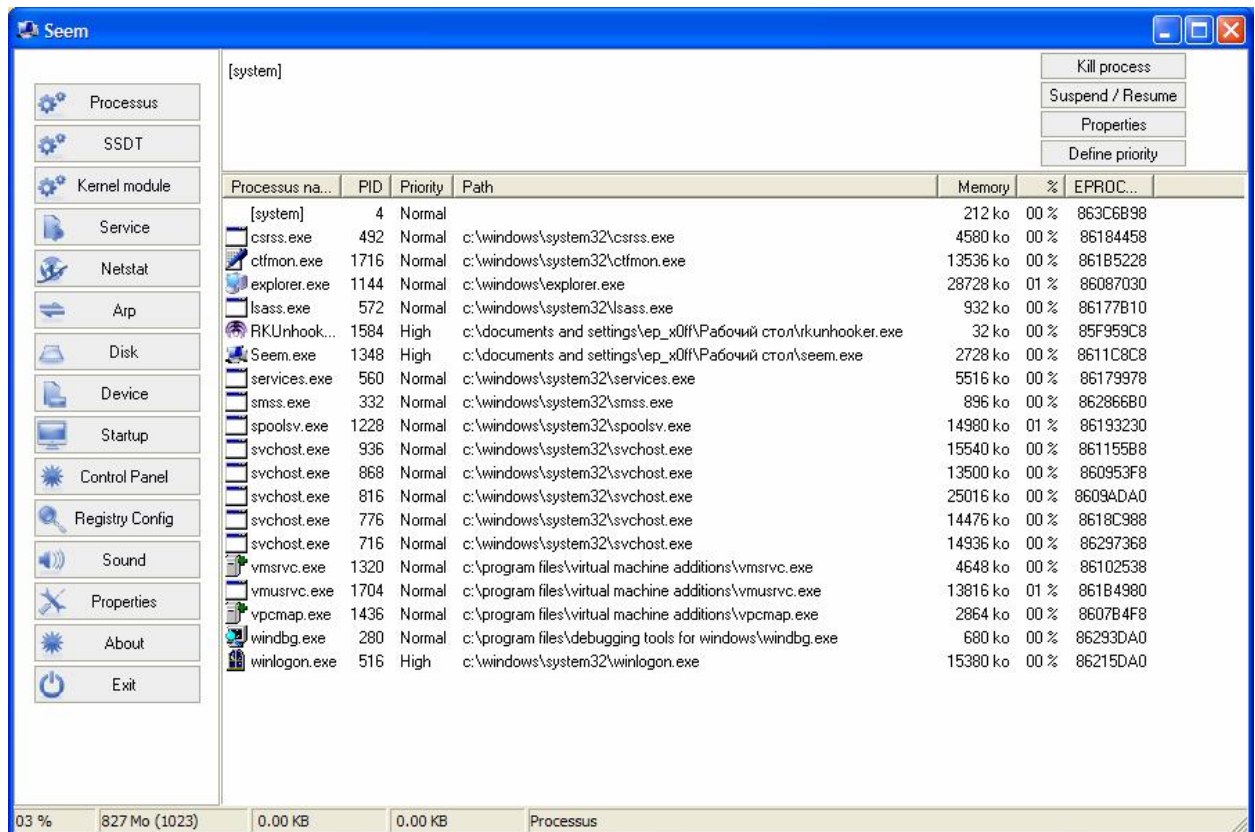 Seem
Processus
SSDT
Kernel module
Service
Netstat
Arp
Disk
Device
Startup
Control Panel
Registry Config
Sound
Properties
About
Exit
[system]
Kill process
Suspend / Resume
Properties
Define priority
Processus na... PID Priority Path Memory % EPROC...
[system] 4 Normal 212 ko 00 % 863C6B98
csrss.exe 492 Normal c:\windows\system32\csrss.exe 4580 ko 00 % 86184458
ctfmon.exe 1716 Normal c:\windows\system32\ctfmon.exe 13536 ko 00 % 861B5228
explorer.exe 1144 Normal c:\windows\explorer.exe 28728 ko 01 % 86087030
lsass.exe 572 Normal c:\windows\system32\lsass.exe 932 ko 00 % 86177B10
RKUnhook... 1584 High c:\documents and settings\ep_x0ff\Рабочий стол\rkunhooker.exe 32 ko 00 % 85F959C8
Seem.exe 1348 High c:\documents and settings\ep_x0ff\Рабочий стол\seem.exe 2728 ko 00 % 8611C8C8
services.exe 560 Normal c:\windows\system32\services.exe 5516 ko 00 % 86179978
smss.exe 332 Normal c:\windows\system32\smss.exe 896 ko 00 % 862866B0
spoolsv.exe 1228 Normal c:\windows\system32\spoolsv.exe 14980 ko 01 % 86193230
svchost.exe 936 Normal c:\windows\system32\svchost.exe 15540 ko 00 % 861155B8
svchost.exe 868 Normal c:\windows\system32\svchost.exe 13500 ko 00 % 860953F8
svchost.exe 816 Normal c:\windows\system32\svchost.exe 25016 ko 00 % 8609ADA0
svchost.exe 776 Normal c:\windows\system32\svchost.exe 14476 ko 00 % 8618C988
svchost.exe 716 Normal c:\windows\system32\svchost.exe 14936 ko 00 % 86297368
vmsrvc.exe 1320 Normal c:\program files\virtual machine additions\vmsrvc.exe 4648 ko 00 % 86102538
vmusrvc.exe 1704 Normal c:\program files\virtual machine additions\vmusrvc.exe 13816 ko 01 % 861B4980
vpcmap.exe 1436 Normal c:\program files\virtual machine additions\vpcmap.exe 2864 ko 00 % 8607B4F8
windbg.exe 280 Normal c:\program files\debugging tools for windows\windbg.exe 680 ko 00 % 86293DA0
winlogon.exe 516 High c:\windows\system32\winlogon.exe 15380 ko 00 % 86215DA0
03 % 827 Mo (1023) 0.00 KB 0.00 KB Processus